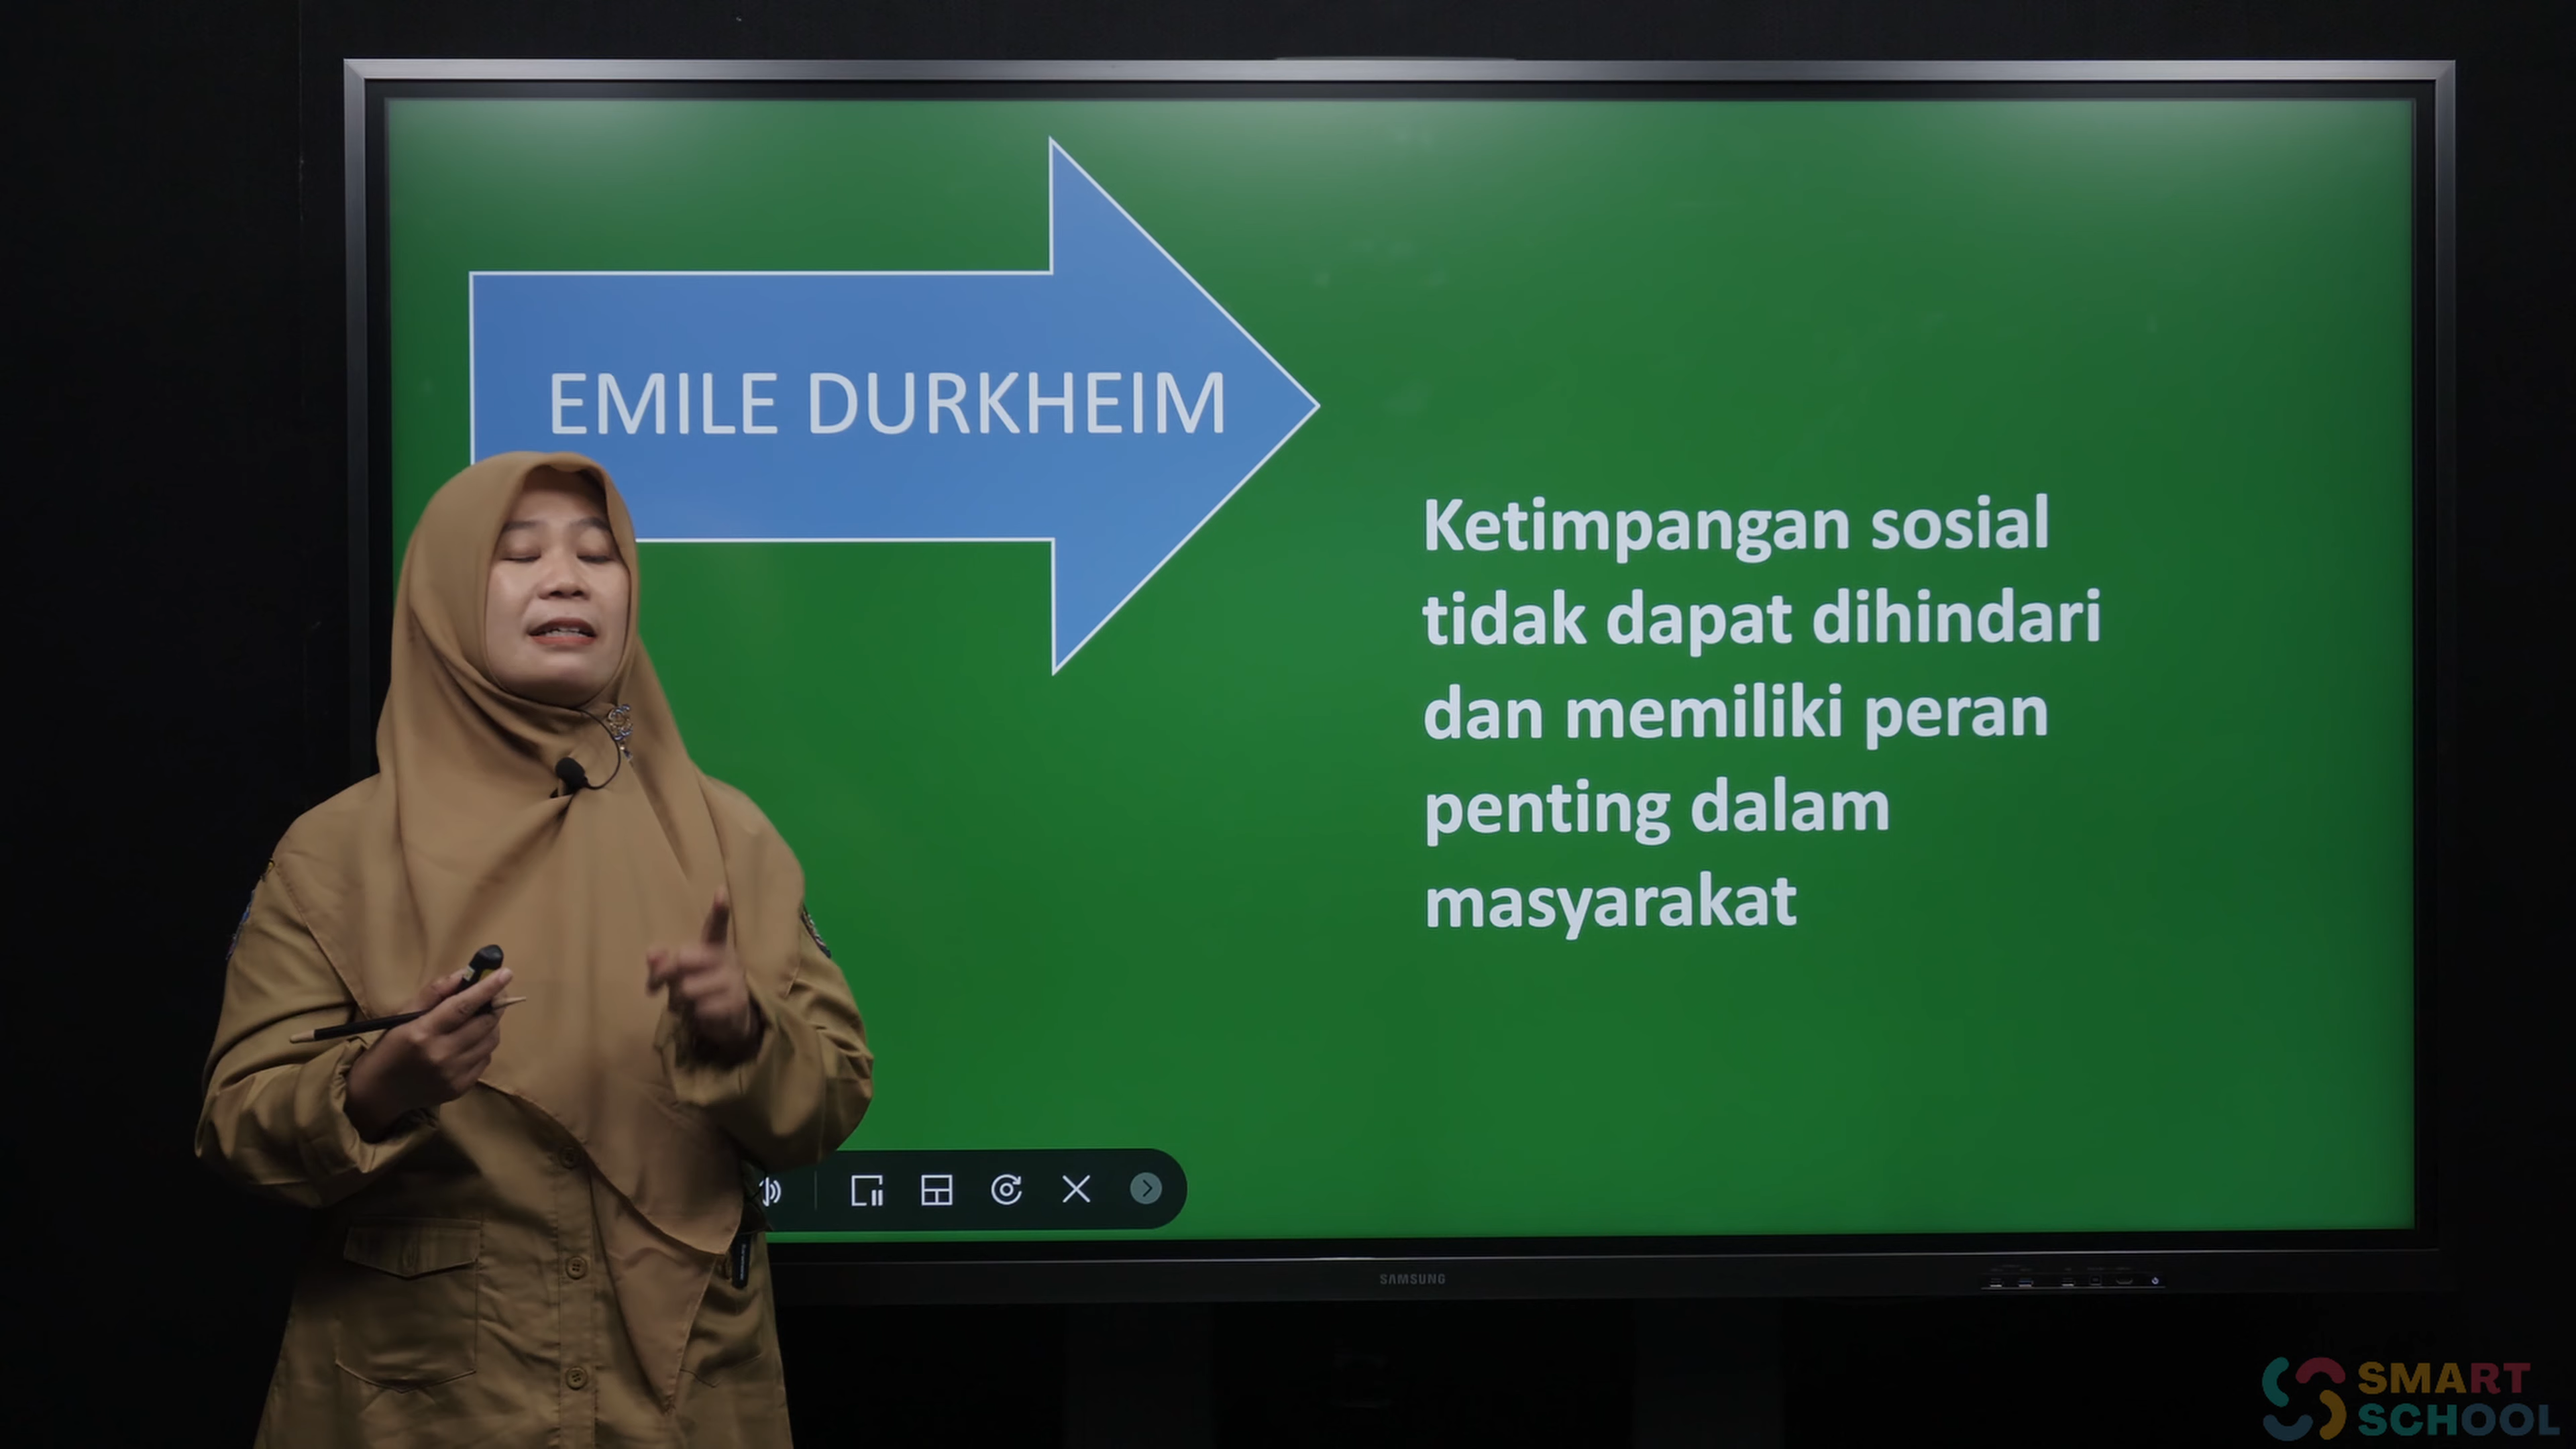 EMILE DURKHEIM
Ketimpangan sosial
tidak dapat dihindari
dan memiliki peran
penting dalam
masyarakat
SAMSUNG
SMART
SCHOOL